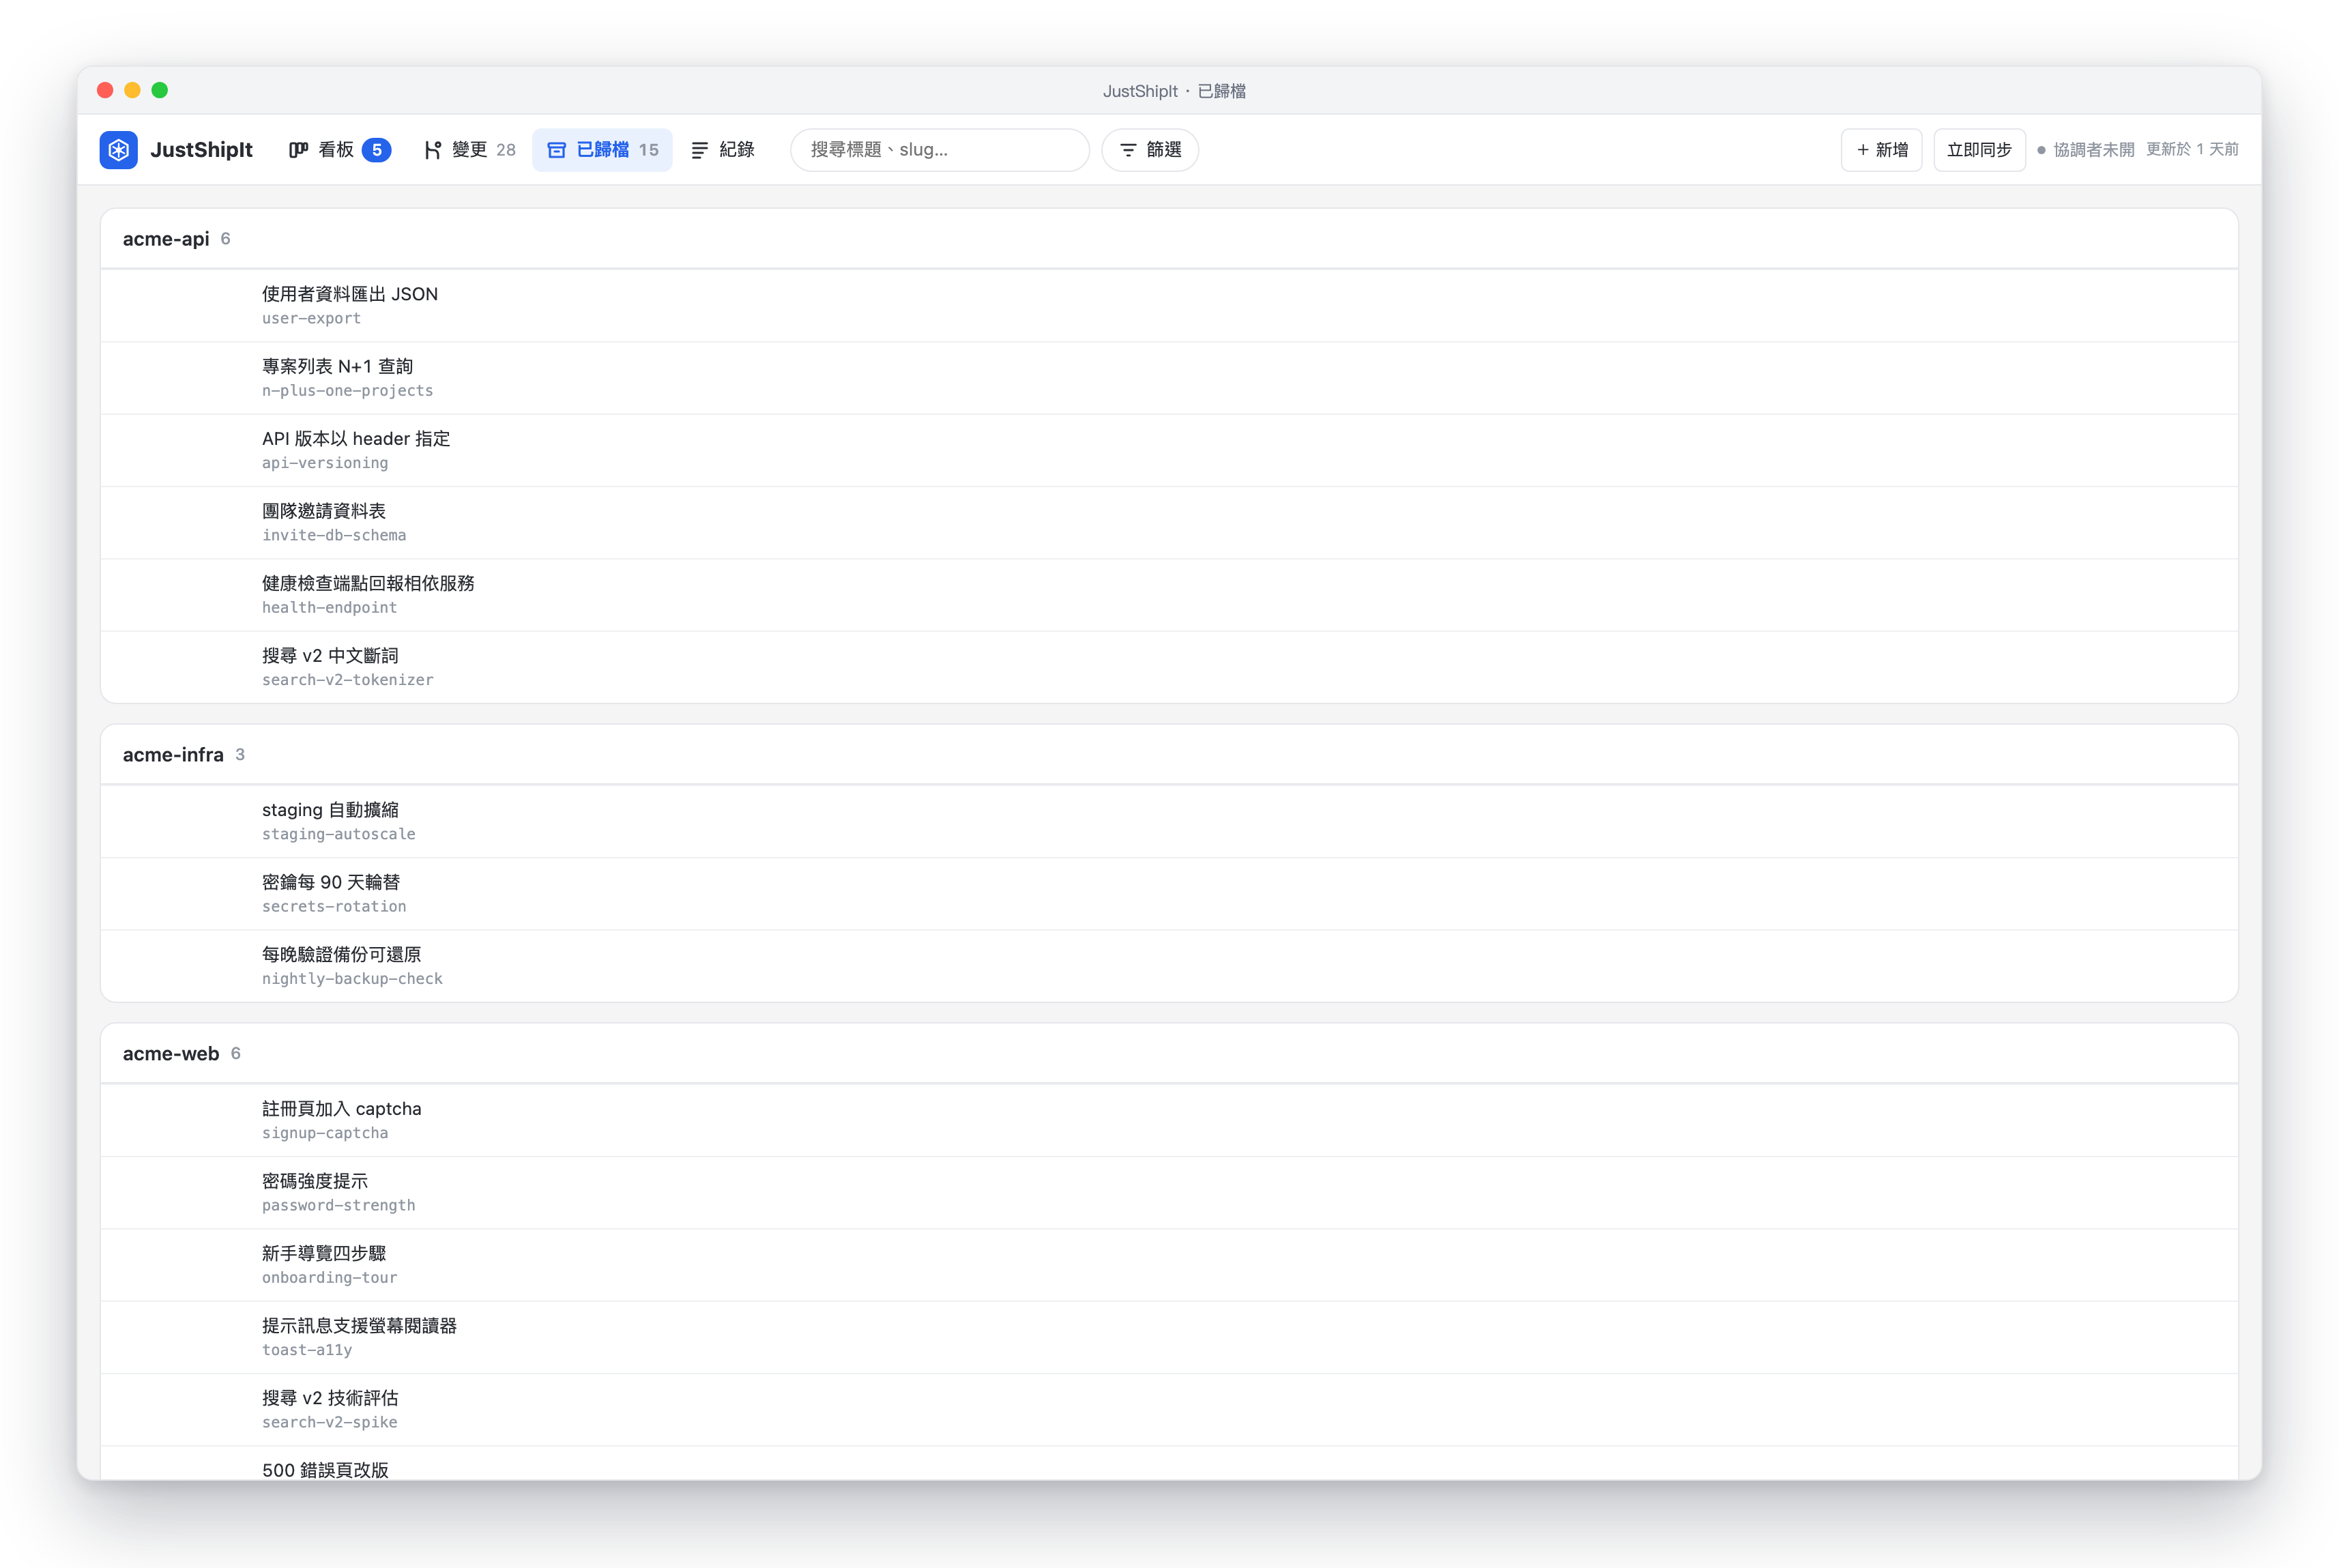 JustShipIt · 已歸檔
JustShipIt 看板 5 變更 28 已歸檔 15 紀錄 搜尋標題、slug... 篩選 + 新增 立即同步 協調者未開 更新於 1 天前
acme-api 6
使用者資料匯出 JSON
user-export
專案列表 N+1 查詢
n-plus-one-projects
API 版本以 header 指定
api-versioning
團隊邀請資料表
invite-db-schema
健康檢查端點回報相依服務
health-endpoint
搜尋 v2 中文斷詞
search-v2-tokenizer
acme-infra 3
staging 自動擴縮
staging-autoscale
密鑰每 90 天輪替
secrets-rotation
每晚驗證備份可還原
nightly-backup-check
acme-web 6
註冊頁加入 captcha
signup-captcha
密碼強度提示
password-strength
新手導覽四步驟
onboarding-tour
提示訊息支援螢幕閱讀器
toast-a11y
搜尋 v2 技術評估
search-v2-spike
500 錯誤頁改版